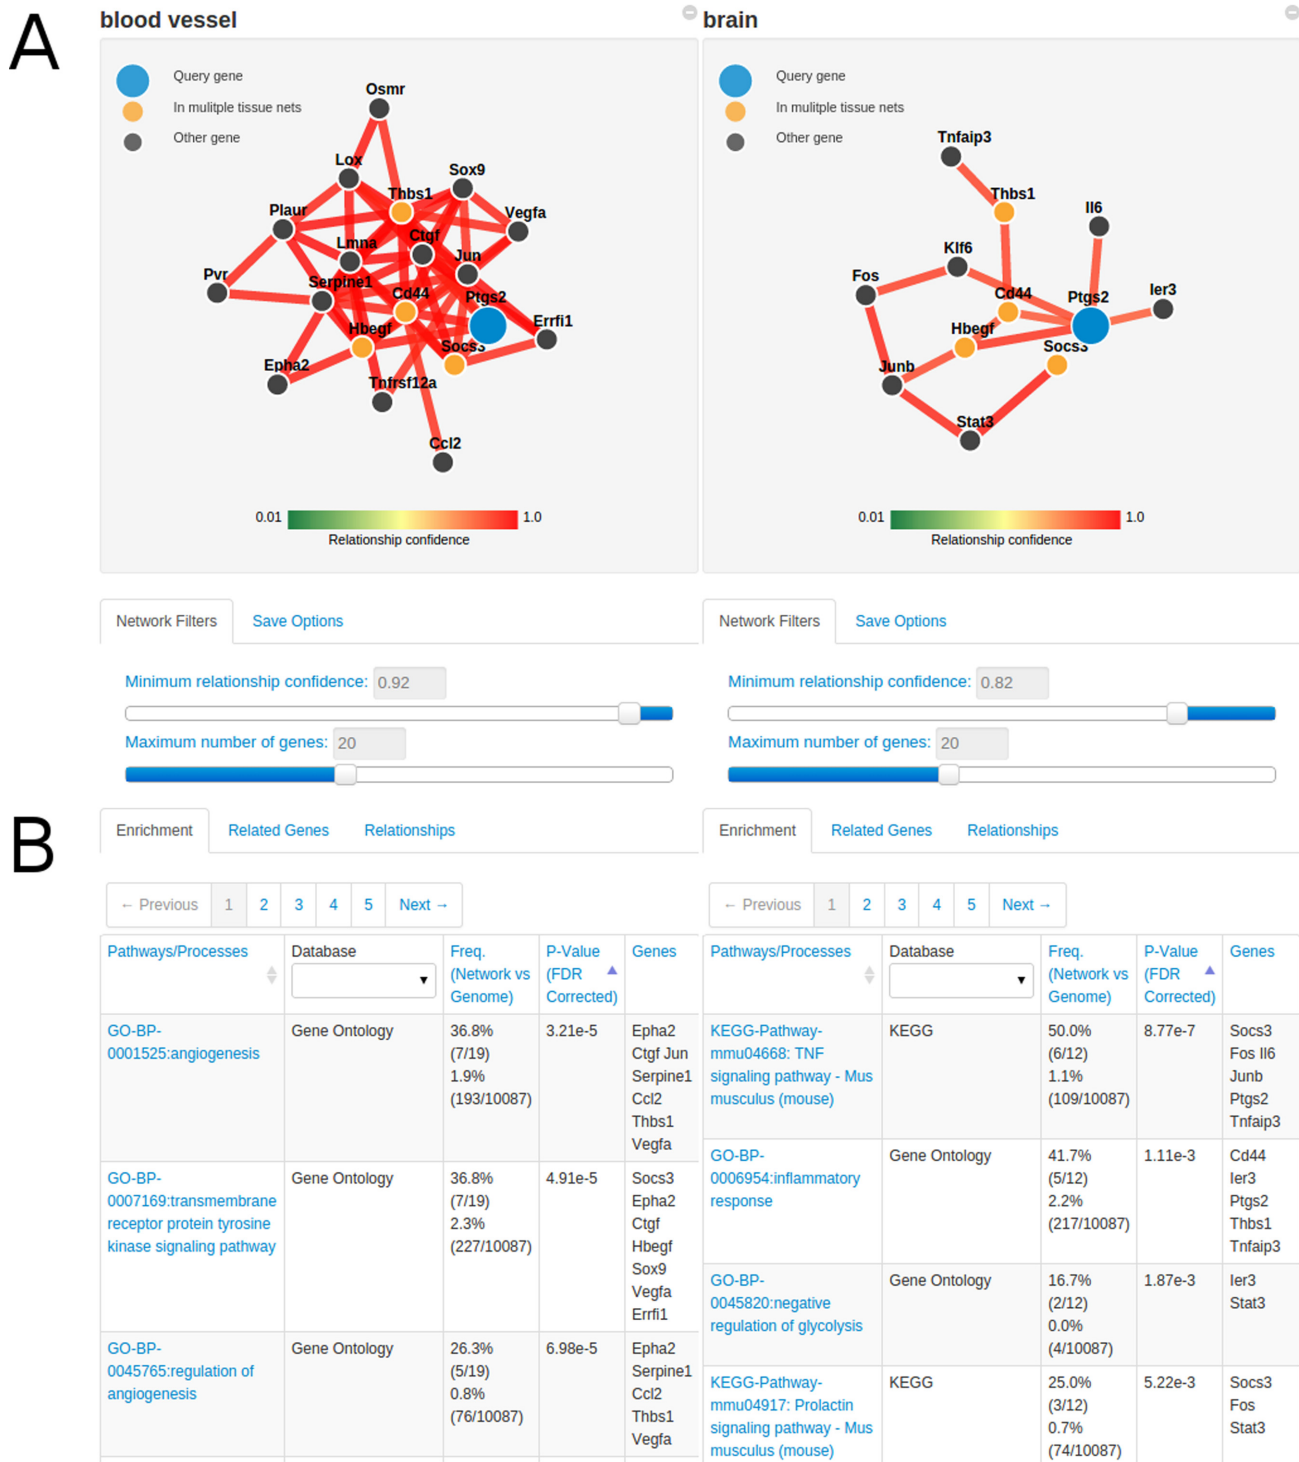 A
blood vessel
Query gene
In mulitple tissue nets
Other gene
Osmr
Lox
Sox9
Thbs1
Plaur
Vegfa
Ctgf
Lmna
Jun
Pvr
Serpine1
Cd44
Ptgs2
Errfi1
Hbegf
Socs3
Epha2
Tnfrsf12a
Ccl2
0.01
1.0
Relationship confidence
Network Filters
Save Options
Minimum relationship confidence: 0.92
Maximum number of genes: 20
brain
Query gene
In mulitple tissue nets
Other gene
Tnfaip3
Thbs1
Il6
Klf6
Fos
Cd44
Ptgs2
Ier3
Hbegf
Socs3
Junb
Stat3
0.01
1.0
Relationship confidence
Network Filters
Save Options
Minimum relationship confidence: 0.82
Maximum number of genes: 20
B
Enrichment
Related Genes
Relationships
← Previous 1 2 3 4 5 Next →
Pathways/Processes
Database
Freq.
(Network vs
Genome)
P-Value
(FDR
Corrected)
Genes
GO-BP-
0001525:angiogenesis
Gene Ontology
36.8%
(7/19)
1.9%
(193/10087)
3.21e-5
Epha2
Ctgf Jun
Serpine1
Ccl2
Thbs1
Vegfa
GO-BP-
0007169:transmembrane
receptor protein tyrosine
kinase signaling pathway
Gene Ontology
36.8%
(7/19)
2.3%
(227/10087)
4.91e-5
Socs3
Epha2
Ctgf
Hbegf
Sox9
Vegfa
Errfi1
GO-BP-
0045765:regulation of
angiogenesis
Gene Ontology
26.3%
(5/19)
0.8%
(76/10087)
6.98e-5
Epha2
Serpine1
Ccl2
Thbs1
Vegfa
Enrichment
Related Genes
Relationships
← Previous 1 2 3 4 5 Next →
Pathways/Processes
Database
Freq.
(Network vs
Genome)
P-Value
(FDR
Corrected)
Genes
KEGG-Pathway-
mmu04668: TNF
signaling pathway - Mus
musculus (mouse)
KEGG
50.0%
(6/12)
1.1%
(109/10087)
8.77e-7
Socs3
Fos Il6
Junb
Ptgs2
Tnfaip3
GO-BP-
0006954:inflammatory
response
Gene Ontology
41.7%
(5/12)
2.2%
(217/10087)
1.11e-3
Cd44
Ier3
Ptgs2
Thbs1
Tnfaip3
GO-BP-
0045820:negative
regulation of glycolysis
Gene Ontology
16.7%
(2/12)
0.0%
(4/10087)
1.87e-3
Ier3
Stat3
KEGG-Pathway-
mmu04917: Prolactin
signaling pathway - Mus
musculus (mouse)
KEGG
25.0%
(3/12)
0.7%
(74/10087)
5.22e-3
Socs3
Fos
Stat3